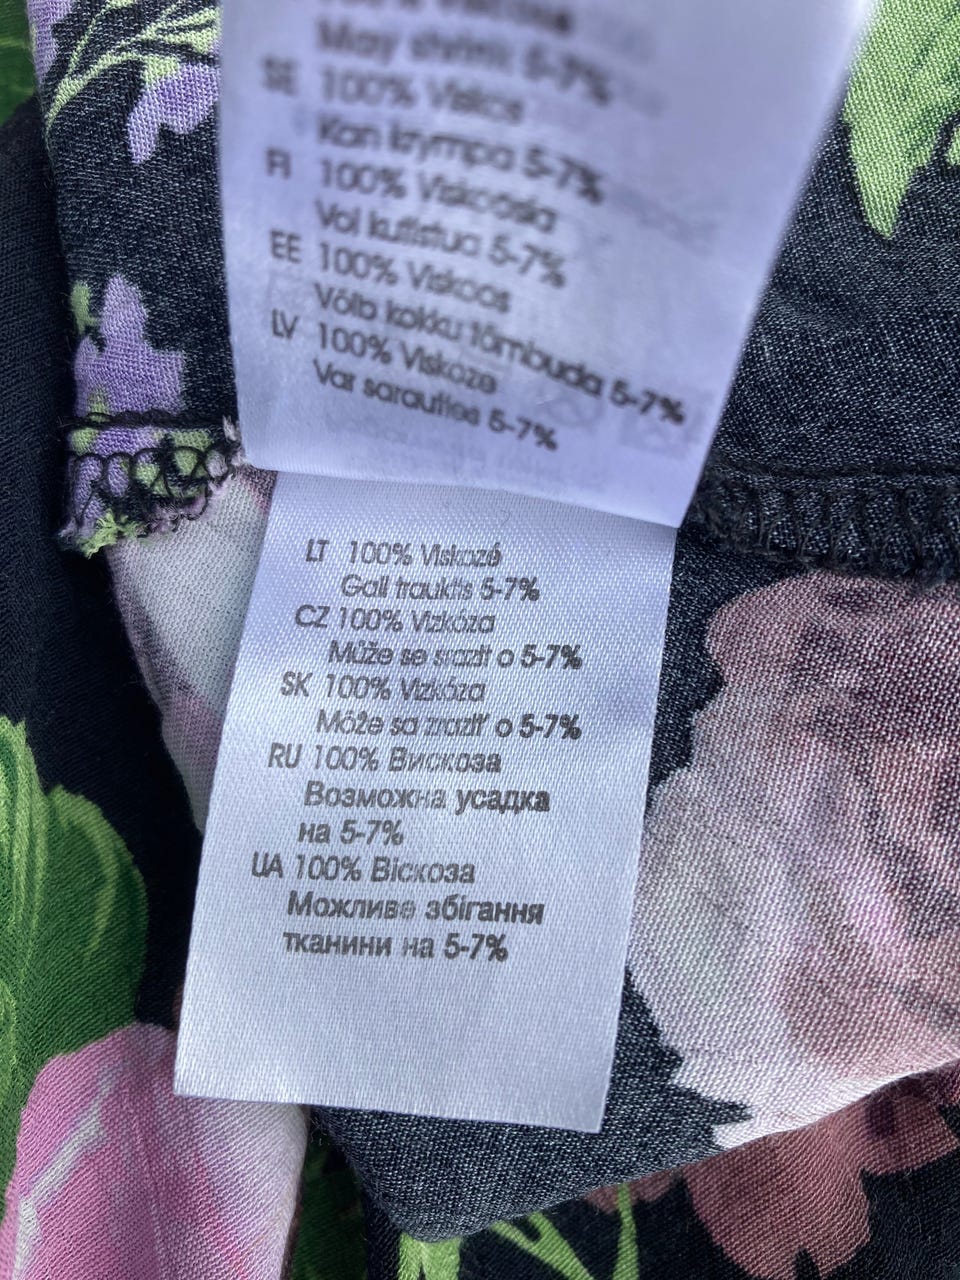 May shrink 5-7%
SE 100% Viskos
Kan krympa 5-7%
FI 100% Viskoosia
Voi kutistua 5-7%
EE 100% Viskoos
Võib kokku tõmbuda 5-7%
LV 100% Viskoze
Var sarauties 5-7%
LT 100% Viskozė
Gali trauktis 5-7%
CZ 100% Vizkóza
Může se srazit o 5-7%
SK 100% Vizkóza
Môže sa zraziť o 5-7%
RU 100% Вискоза
Возможна усадка
на 5-7%
UA 100% Віскоза
Можливе збігання
тканини на 5-7%